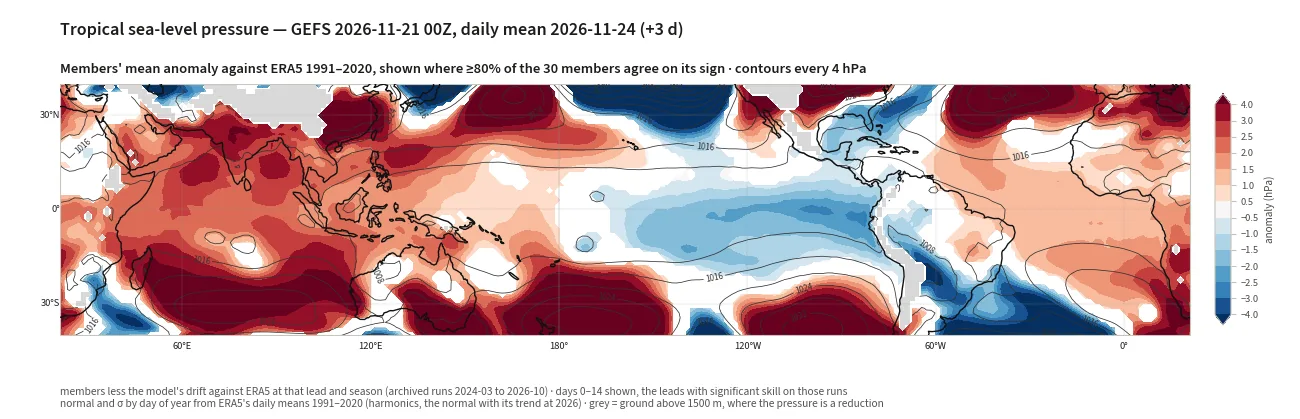 Tropical sea-level pressure — GEFS 2026-11-21 00Z, daily mean 2026-11-24 (+3 d)
Members' mean anomaly against ERA5 1991–2020, shown where ≥80% of the 30 members agree on its sign · contours every 4 hPa
30°N
0°
30°S
60°E
120°E
180°
120°W
60°W
0°
1016
1016
1016
1016
1008
1016
1016
1024
1008
1016
4.0
3.0
2.5
2.0
1.5
1.0
0.5
−0.5
−1.0
−1.5
−2.0
−2.5
−3.0
−4.0
anomaly (hPa)
members less the model's drift against ERA5 at that lead and season (archived runs 2024-03 to 2026-10) · days 0–14 shown, the leads with significant skill on those runs
normal and σ by day of year from ERA5's daily means 1991–2020 (harmonics, the normal with its trend at 2026) · grey = ground above 1500 m, where the pressure is a reduction